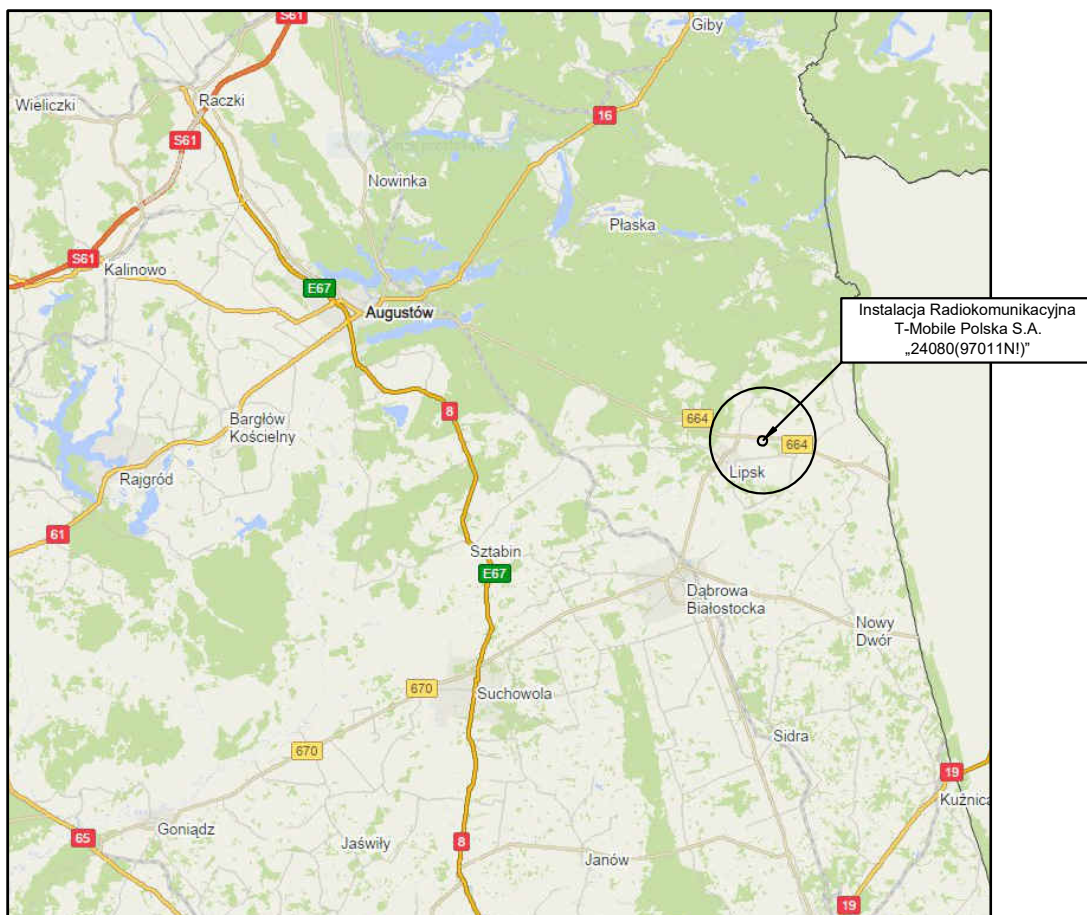 S61
Giby
Wieliczki
Raczki
16
S61
Nowinka
Płaska
S61
Kalinowo
E67
Augustów
Instalacja Radiokomunikacyjna
T-Mobile Polska S.A.
„24080(97011N!)”
8
664
Bargłów
Kościelny
664
Lipsk
Rajgród
61
Sztabin
E67
Dąbrowa
Białostocka
Nowy
Dwór
670
Suchowola
Sidra
670
19
Kuźnica
Goniądz
65
Jaświły
8
Janów
19